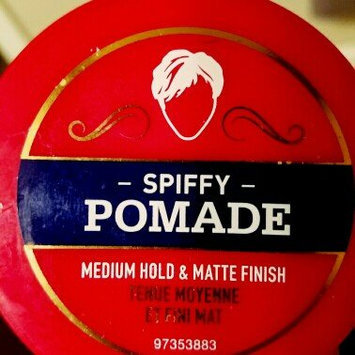 - SPIFFY -
POMADE
MEDIUM HOLD & MATTE FINISH
TENUE MOYENNE
ET FINI MAT
97353883